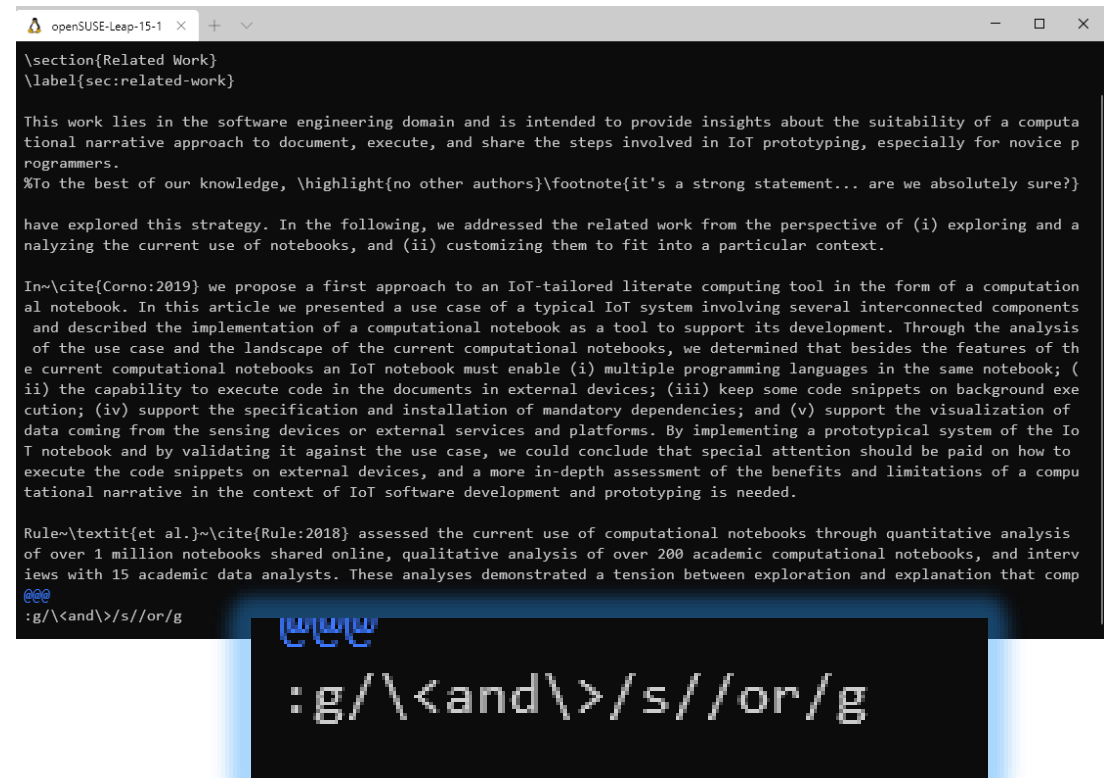 openSUSE-Leap-15-1
\section{Related Work}
\label{sec:related-work}
This work lies in the software engineering domain and is intended to provide insights about the suitability of a computa
tional narrative approach to document, execute, and share the steps involved in IoT prototyping, especially for novice p
rogrammers.
%To the best of our knowledge, \highlight{no other authors}\footnote{it's a strong statement... are we absolutely sure?}
have explored this strategy. In the following, we addressed the related work from the perspective of (i) exploring and a
nalyzing the current use of notebooks, and (ii) customizing them to fit into a particular context.
In~\cite{Corno:2019} we propose a first approach to an IoT-tailored literate computing tool in the form of a computation
al notebook. In this article we presented a use case of a typical IoT system involving several interconnected components
and described the implementation of a computational notebook as a tool to support its development. Through the analysis
of the use case and the landscape of the current computational notebooks, we determined that besides the features of th
e current computational notebooks an IoT notebook must enable (i) multiple programming languages in the same notebook; (
ii) the capability to execute code in the documents in external devices; (iii) keep some code snippets on background exe
cution; (iv) support the specification and installation of mandatory dependencies; and (v) support the visualization of
data coming from the sensing devices or external services and platforms. By implementing a prototypical system of the Io
T notebook and by validating it against the use case, we could conclude that special attention should be paid on how to
execute the code snippets on external devices, and a more in-depth assessment of the benefits and limitations of a compu
tational narrative in the context of IoT software development and prototyping is needed.
Rule~\textit{et al.}~\cite{Rule:2018} assessed the current use of computational notebooks through quantitative analysis
of over 1 million notebooks shared online, qualitative analysis of over 200 academic computational notebooks, and interv
iews with 15 academic data analysts. These analyses demonstrated a tension between exploration and explanation that comp
@@@
:g/\<and\>/s//or/g
@@@
:g/\<and\>/s//or/g